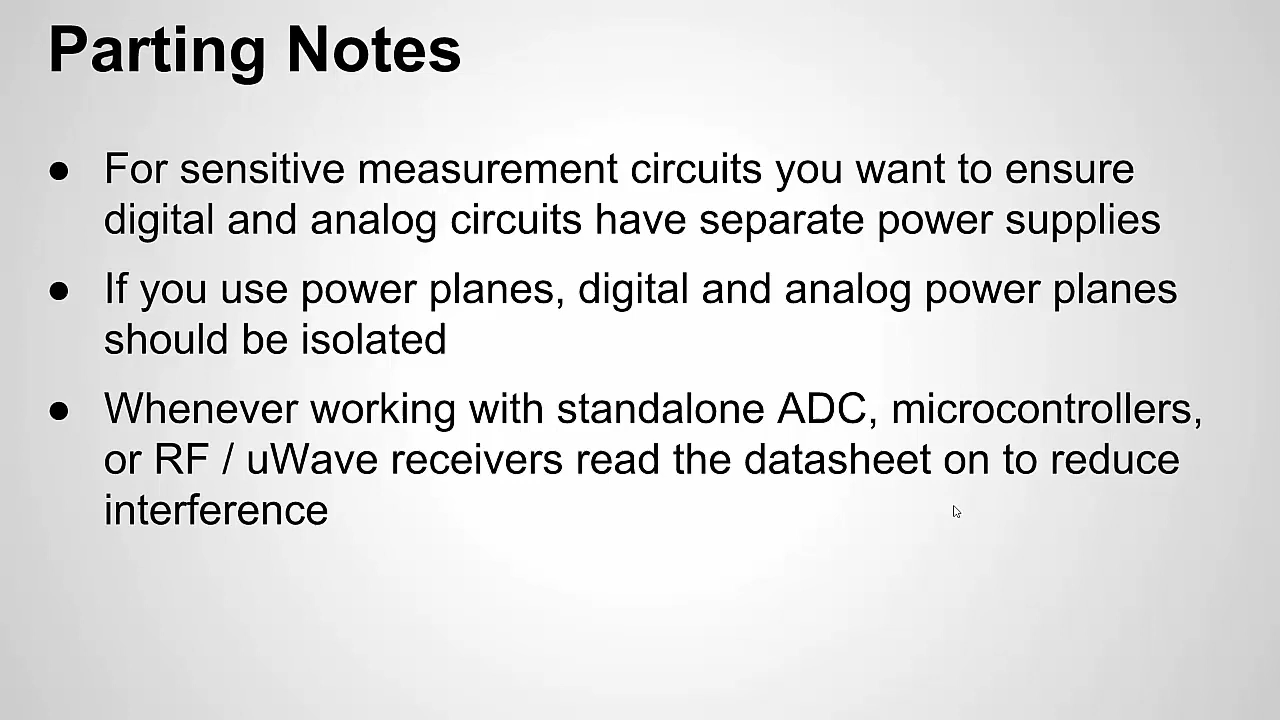 Parting Notes
● For sensitive measurement circuits you want to ensure
digital and analog circuits have separate power supplies
● If you use power planes, digital and analog power planes
should be isolated
● Whenever working with standalone ADC, microcontrollers,
or RF / uWave receivers read the datasheet on to reduce
interference